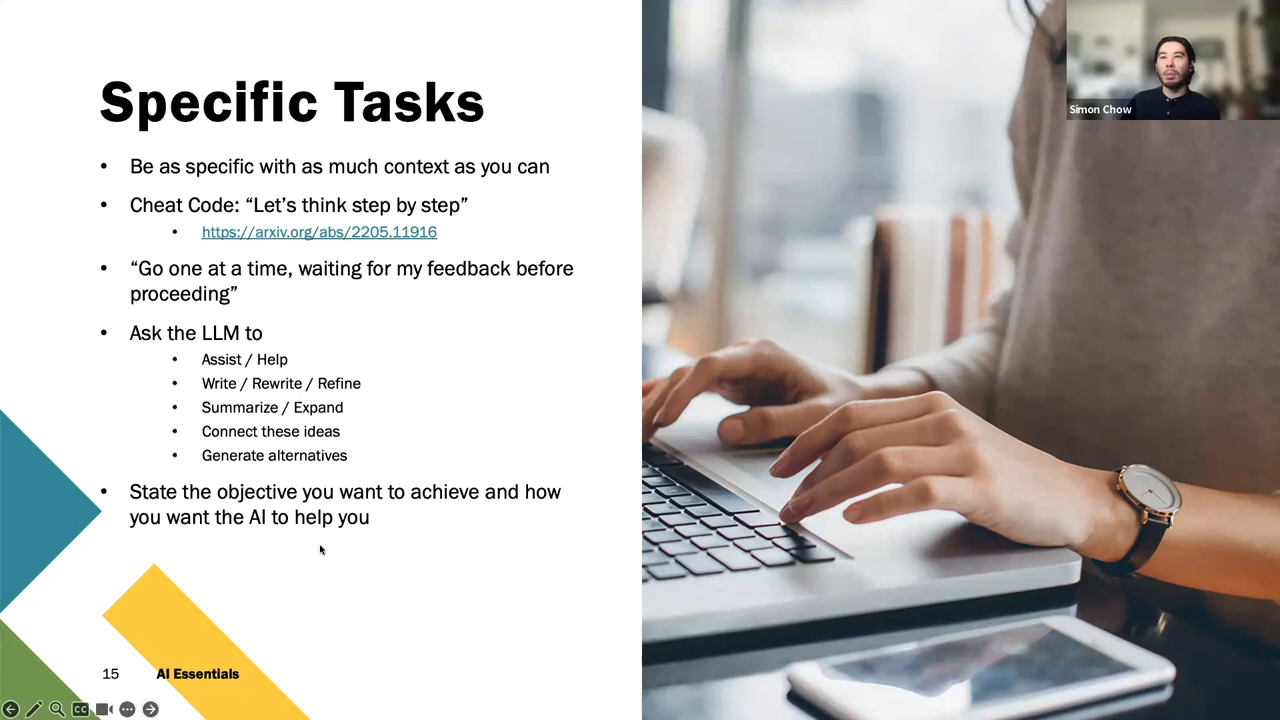 Specific Tasks
• Be as specific with as much context as you can
• Cheat Code: “Let’s think step by step”
• https://arxiv.org/abs/2205.11916
• “Go one at a time, waiting for my feedback before
proceeding”
• Ask the LLM to
• Assist / Help
• Write / Rewrite / Refine
• Summarize / Expand
• Connect these ideas
• Generate alternatives
• State the objective you want to achieve and how
you want the AI to help you
15 AI Essentials
CC
Simon Chow